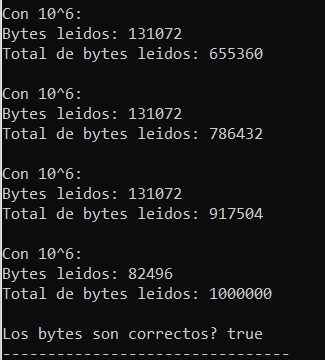 Con 10^6:
Bytes leidos: 131072
Total de bytes leidos: 655360
Con 10^6:
Bytes leidos: 131072
Total de bytes leidos: 786432
Con 10^6:
Bytes leidos: 131072
Total de bytes leidos: 917504
Con 10^6:
Bytes leidos: 82496
Total de bytes leidos: 1000000
Los bytes son correctos? true
--------------------------------